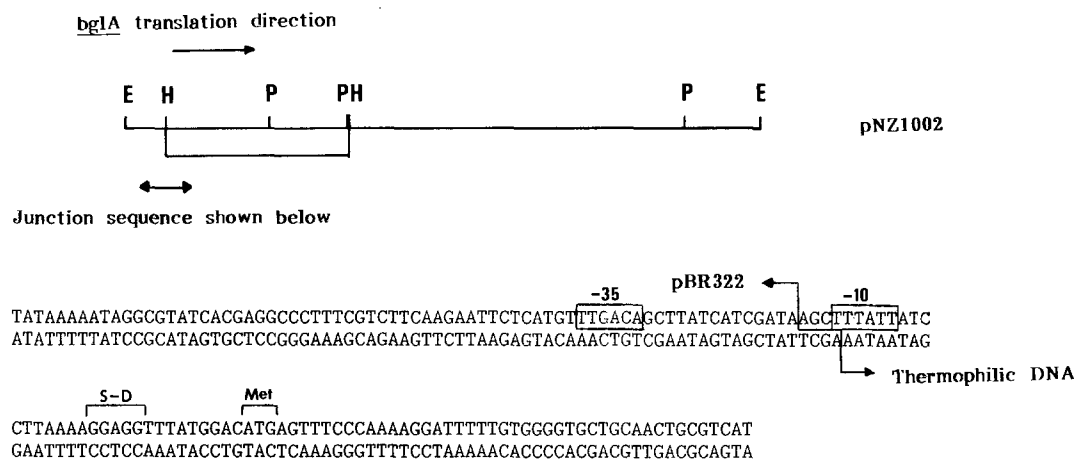 bglA translation direction
E H P PH P E
pNZ1002
Junction sequence shown below
pBR322 -35 -10
TATAAAAATAGGCGTATCACGAGGCCCTTTCGTCTTCAAGAATTCTCATGTTTGACAGCTTATCATCGATAAGCTTTATTATC
ATATTTTTATCCGCATAGTGCTCCGGGAAAGCAGAAGTTCTTAAGAGTACAAACTGTCGAATAGTAGCTATTCGAAATAATAG
Thermophilic DNA
S-D Met
CTTAAAAGGAGGTTTATGGACATGAGTTTCCCAAAAGGATTTTTGTGGGGTGCTGCAACTGCGTCAT
GAATTTTCCTCCAAATACCTGTACTCAAAGGGTTTTCCTAAAAACACCCCACGACGTTGACGCAGTA